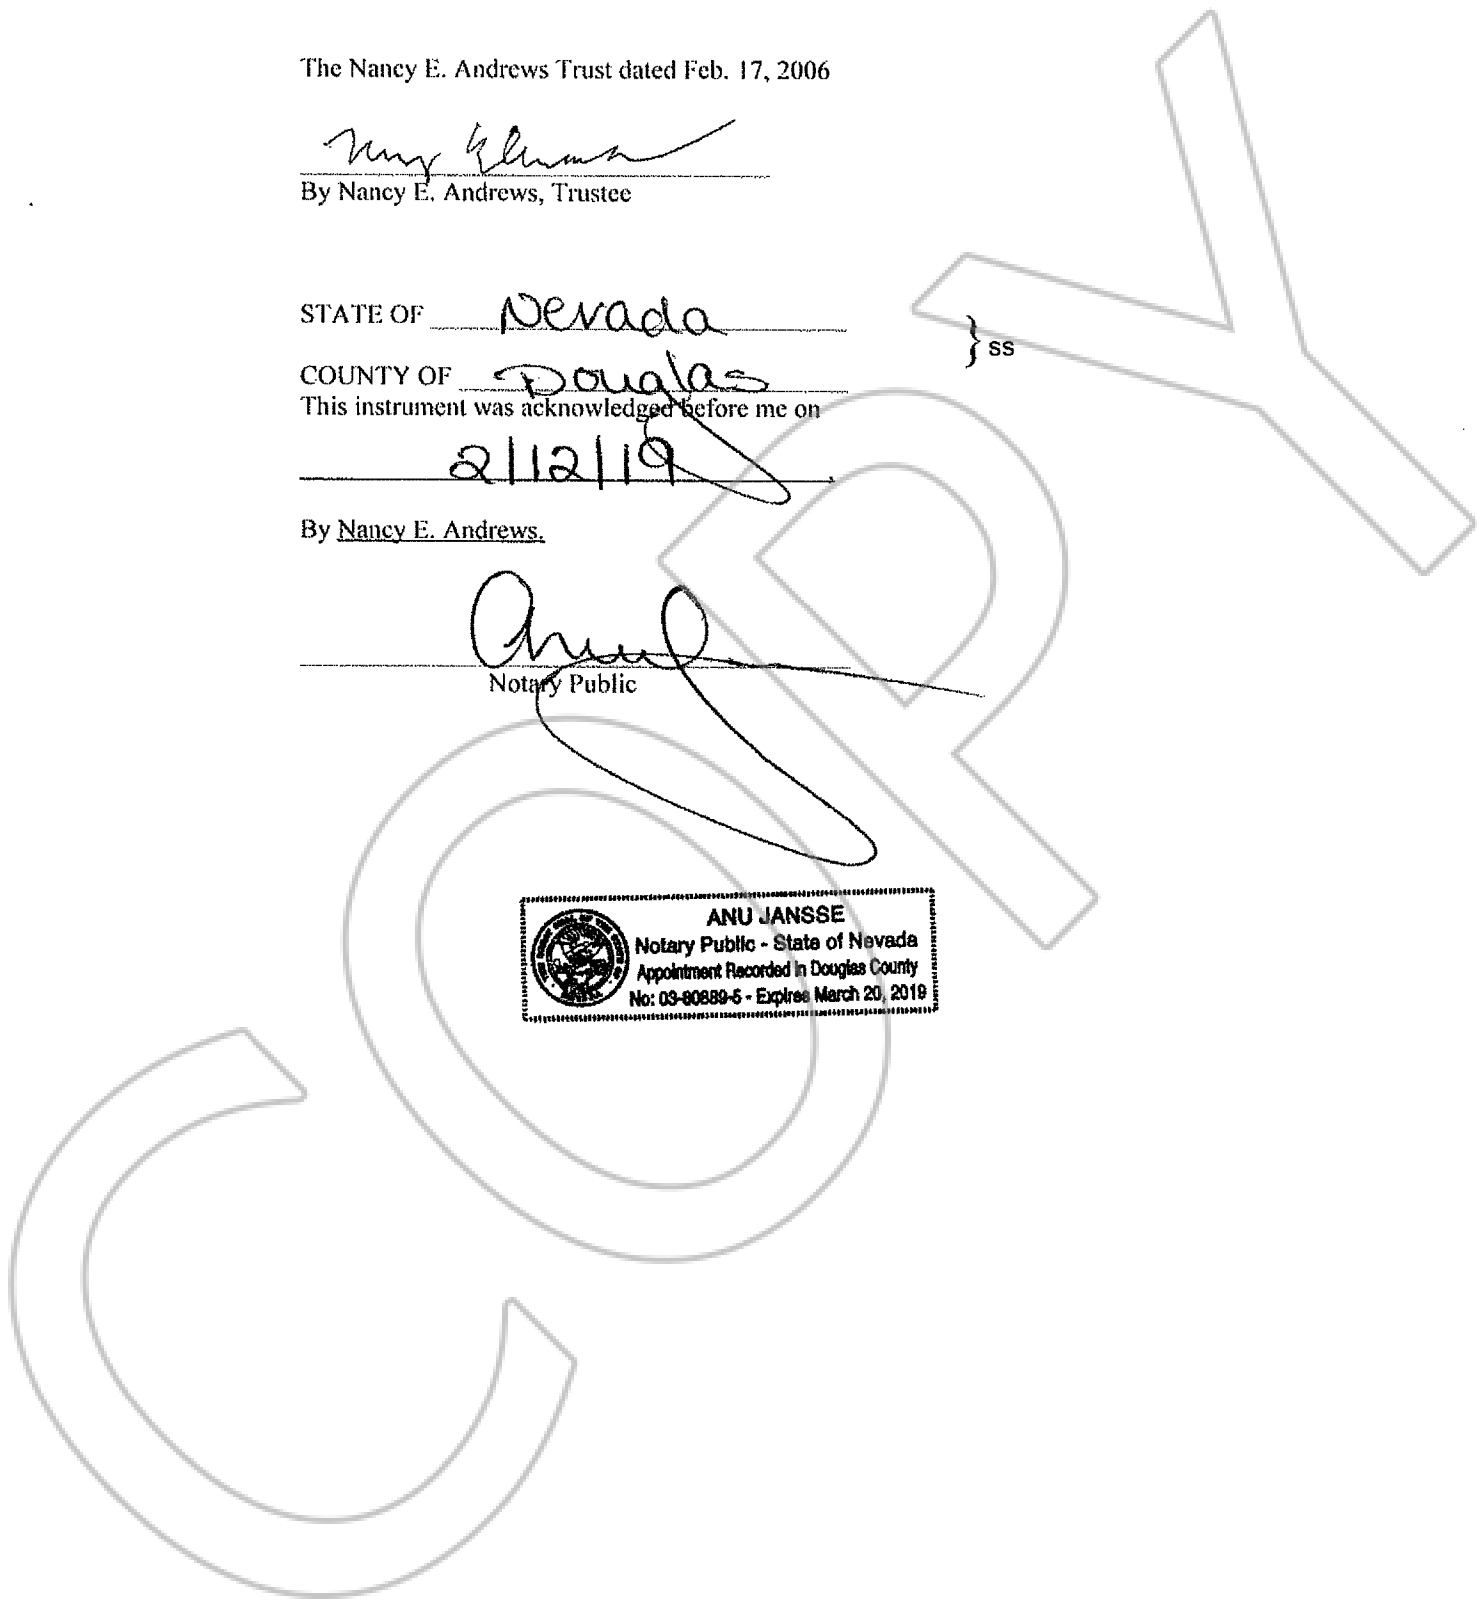 The Nancy E. Andrews Trust dated Feb. 17, 2006
By Nancy E. Andrews, Trustee
STATE OF Nevada
} ss
COUNTY OF Douglas
This instrument was acknowledged before me on
2/12/19
By Nancy E. Andrews.
Notary Public
ANU JANSSE
Notary Public - State of Nevada
Appointment Recorded in Douglas County
No: 03-80889-5 - Expires March 20, 2019
COPY